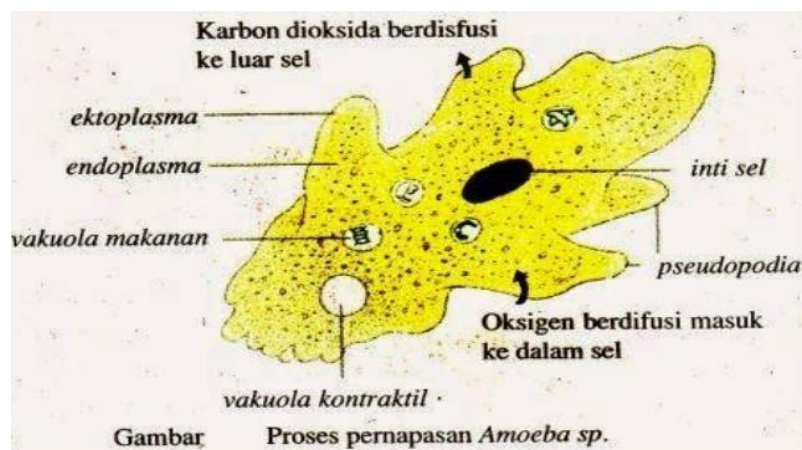 Karbon dioksida berdisfusi
ke luar sel
ektoplasma
endoplasma
inti sel
vakuola makanan
pseudopodia
Oksigen berdifusi masuk
ke dalam sel
vakuola kontraktil
Gambar Proses pernapasan Amoeba sp.